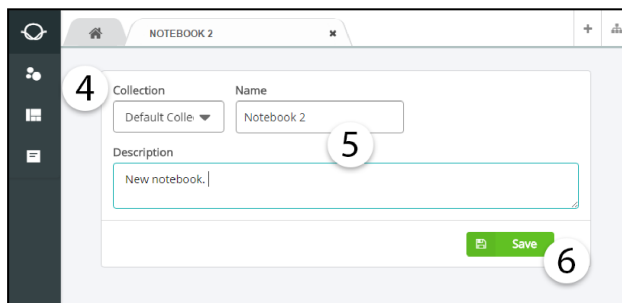 NOTEBOOK 2
4
Collection Name
Default Colle Notebook 2
5
Description
New notebook.
Save
6